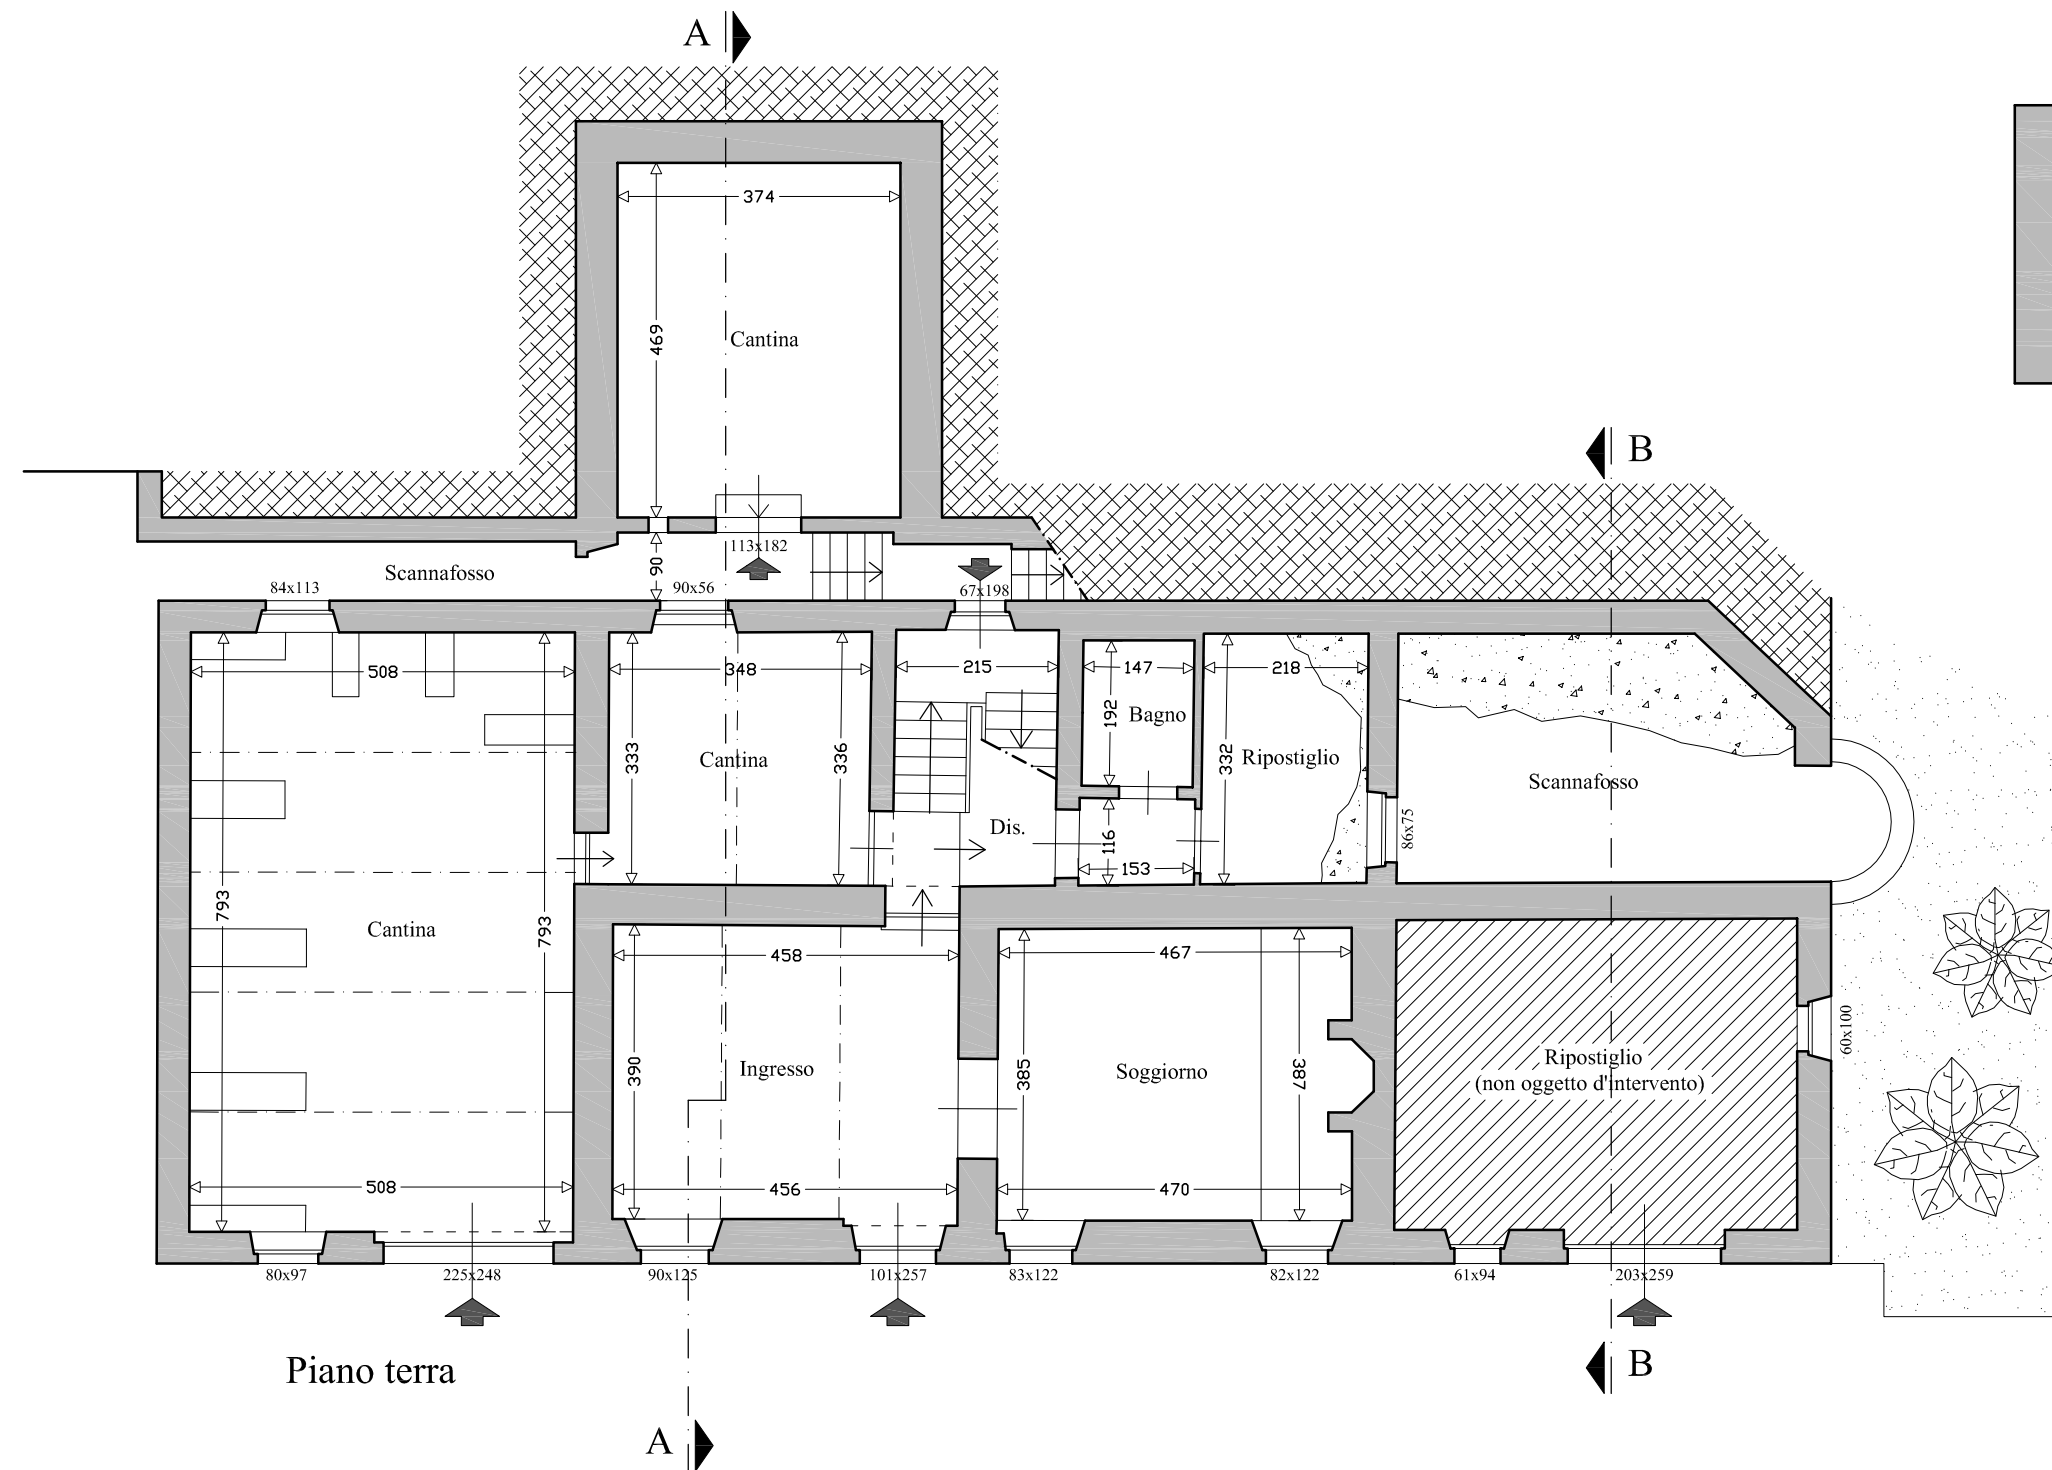 A
374
469
Cantina
B
113x182
Scannafosso
90
84x113
90x56
67x198
508
348
215
147
218
192
Bagno
333
Cantina
336
332
Ripostiglio
Scannafosso
Dis.
116
153
86x75
793
Cantina
793
458
467
390
Ingresso
385
Soggiorno
387
Ripostiglio
(non oggetto d'intervento)
60x100
508
456
470
80x97
225x248
90x125
101x257
83x122
82x122
61x94
203x259
Piano terra
B
A